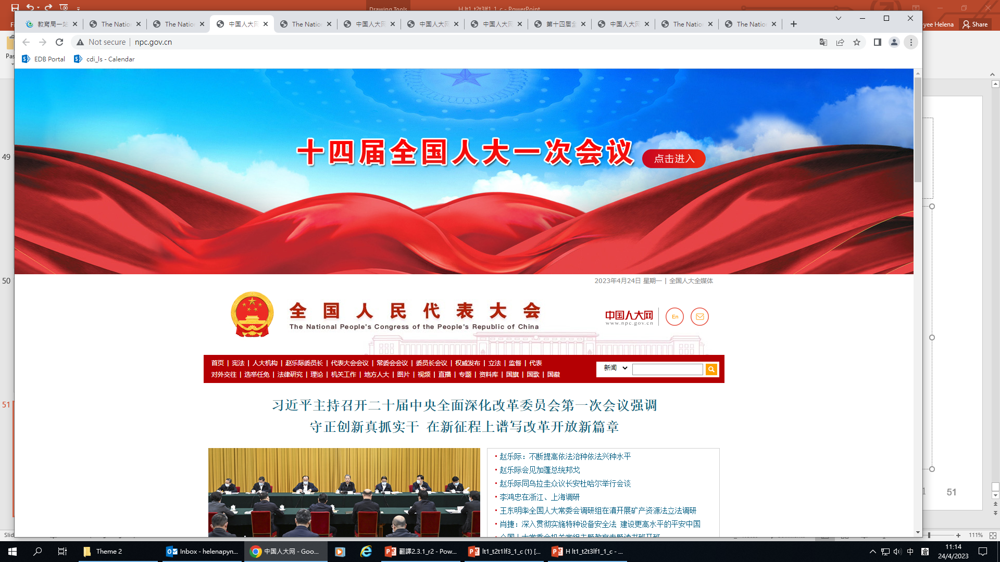 Drawing Tools
H lt1_t2t3lf1_1_c - PowerPoint
yee Helena
Share
教育局一站
The Natio
The Natio
中国人大网
The Natio
中国人大网
中国人大网
中国人大网
第十四届全
中国人大网
The Natio
The Natio
Not secure | npc.gov.cn
EDB Portal
cdi_ls - Calendar
十四届全国人大一次会议
点击进入
49
50
51
2023年4月24日 星期一 | 全国人大全媒体
全国人民代表大会
The National People's Congress of the People's Republic of China
中国人大网
www.npc.gov.cn
En
首页 | 宪法 | 人大机构 | 赵乐际委员长 | 代表大会会议 | 常委会会议 | 委员长会议 | 权威发布 | 立法 | 监督 | 代表
对外交往 | 选举任免 | 法律研究 | 理论 | 机关工作 | 地方人大 | 图片 | 视频 | 直播 | 专题 | 资料库 | 国旗 | 国歌 | 国徽
新闻
习近平主持召开二十届中央全面深化改革委员会第一次会议强调
守正创新真抓实干 在新征程上谱写改革开放新篇章
赵乐际：不断提高依法治种依法兴种水平
赵乐际会见加蓬总统邦戈
赵乐际同乌拉圭众议长安杜哈尔举行会谈
李鸿忠在浙江、上海调研
王东明率全国人大常委会调研组在滇开展矿产资源法立法调研
肖捷：深入贯彻实施特种设备安全法 建设更高水平的平安中国
51
Slid
111%
Theme 2
Inbox - helenapyn...
中国人大网 - Goo...
翻譯2.3.1_r2 - Pow...
lt1_t2t1lf3_1_c (1) [...
H lt1_t2t3lf1_1_c - ...
中
倉
11:14
24/4/2023